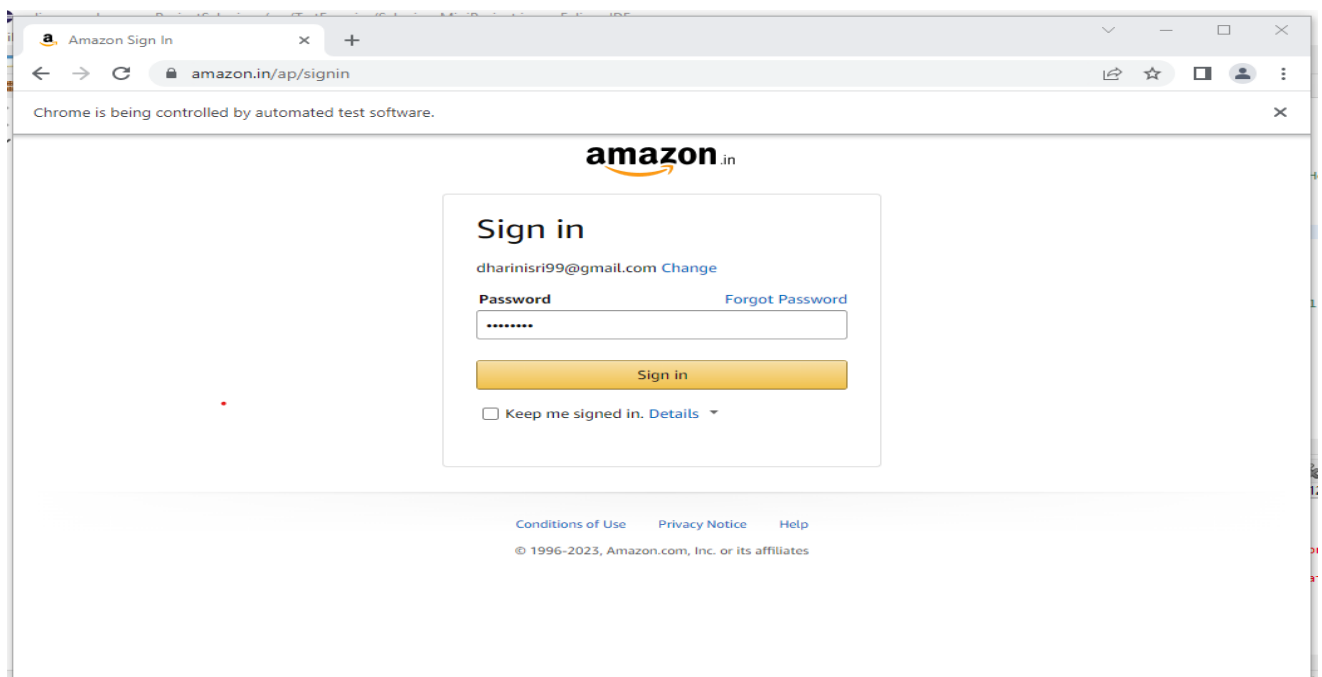 Amazon Sign In
amazon.in/ap/signin
Chrome is being controlled by automated test software.
amazon.in
Sign in
dharinisri99@gmail.com Change
Password Forgot Password
••••••••
Sign in
Keep me signed in. Details
Conditions of Use Privacy Notice Help
© 1996-2023, Amazon.com, Inc. or its affiliates